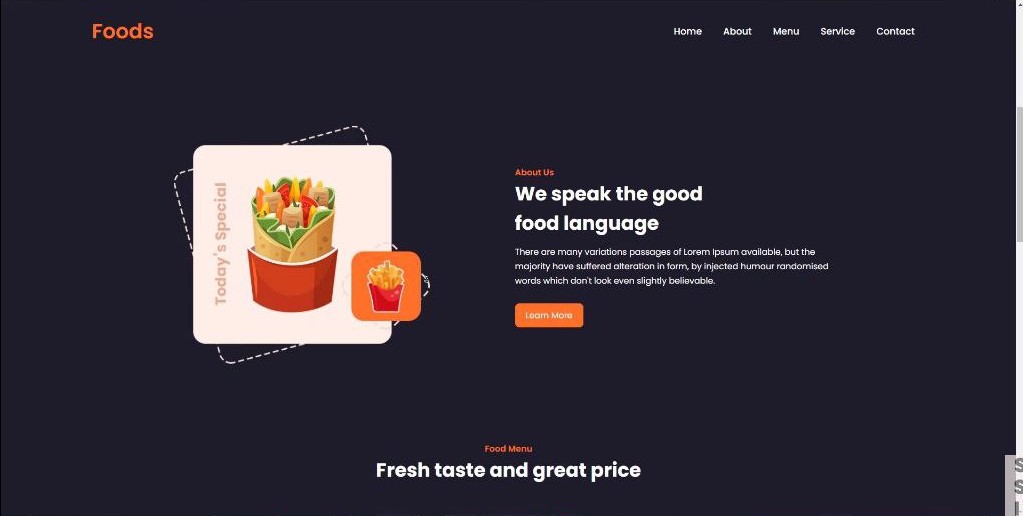 Foods
Home About Menu Service Contact
Today's Special
About Us
We speak the good
food language
There are many variations passages of Lorem Ipsum available, but the
majority have suffered alteration in form, by injected humour randomised
words which don't look even slightly believable.
Learn More
Food Menu
Fresh taste and great price